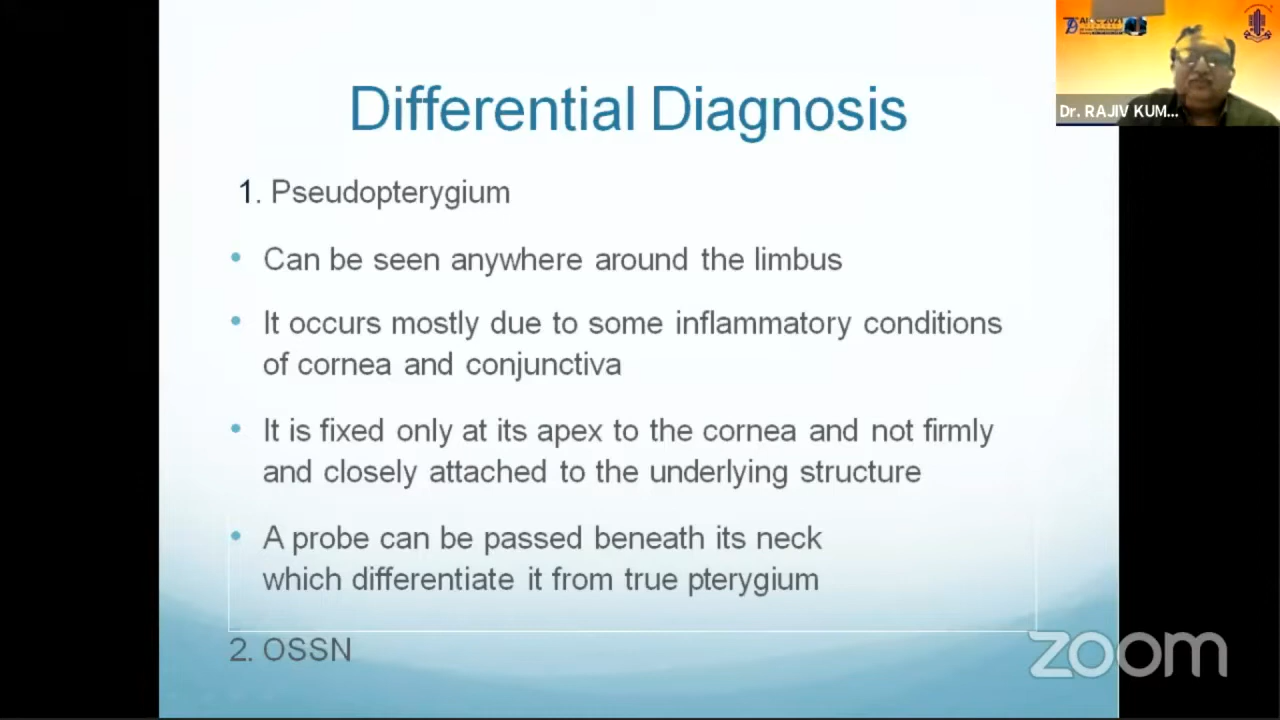 AIOC 2021
Dr. RAJIV KUM...
Differential Diagnosis
1. Pseudopterygium
• Can be seen anywhere around the limbus
• It occurs mostly due to some inflammatory conditions
of cornea and conjunctiva
• It is fixed only at its apex to the cornea and not firmly
and closely attached to the underlying structure
• A probe can be passed beneath its neck
which differentiate it from true pterygium
2. OSSN
zoom